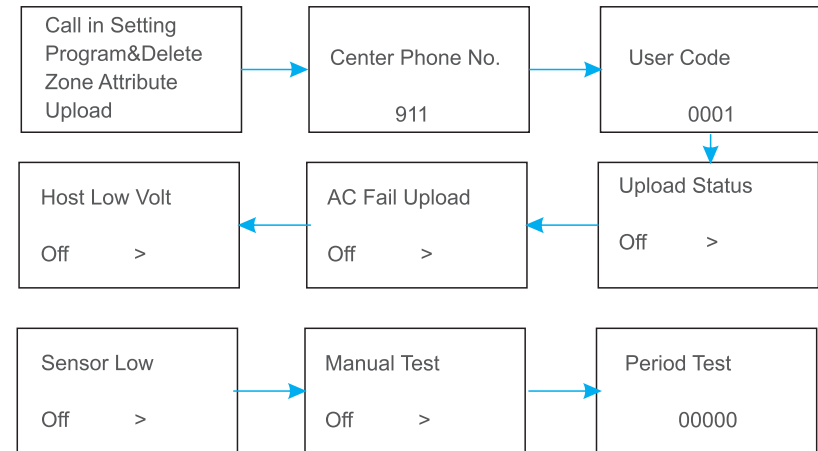 Call in Setting
Program&Delete
Zone Attribute
Upload
Center Phone No.
911
User Code
0001
Upload Status
Off >
AC Fail Upload
Off >
Host Low Volt
Off >
Sensor Low
Off >
Manual Test
Off >
Period Test
00000